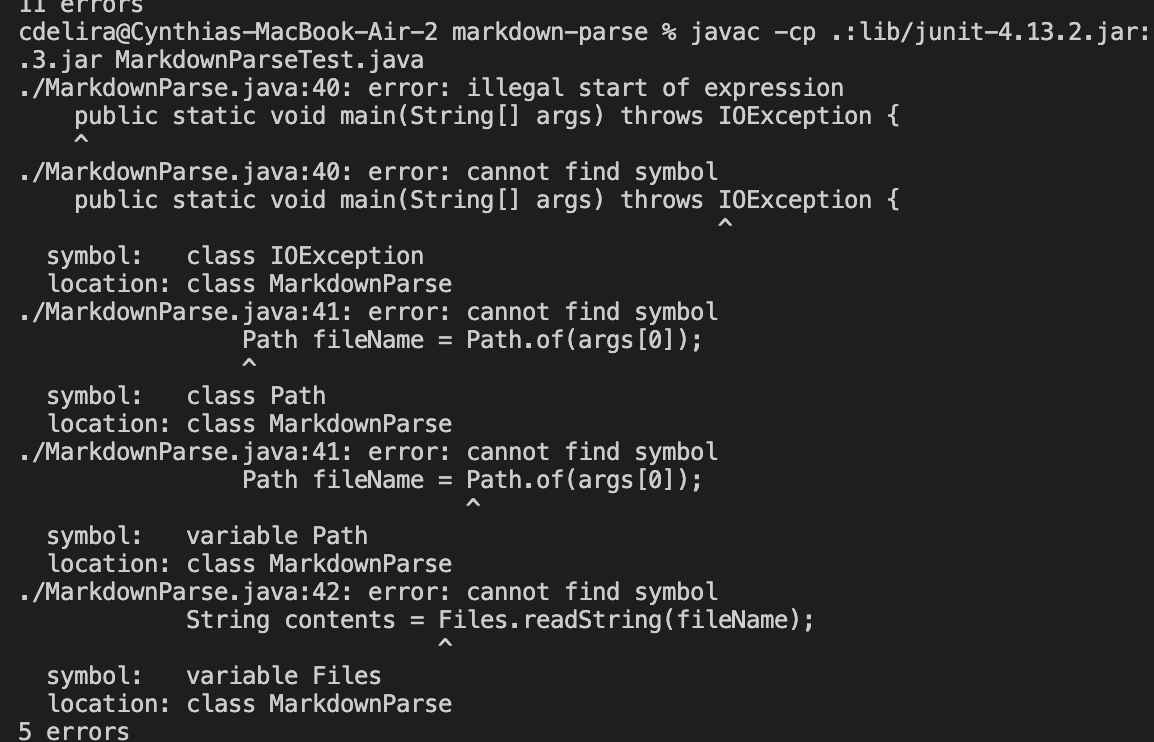 11 errors
cdelira@Cynthias-MacBook-Air-2 markdown-parse % javac -cp .:lib/junit-4.13.2.jar:
.3.jar MarkdownParseTest.java
./MarkdownParse.java:40: error: illegal start of expression
    public static void main(String[] args) throws IOException {
    ^
./MarkdownParse.java:40: error: cannot find symbol
    public static void main(String[] args) throws IOException {
                                                  ^
  symbol:   class IOException
  location: class MarkdownParse
./MarkdownParse.java:41: error: cannot find symbol
                Path fileName = Path.of(args[0]);
                ^
  symbol:   class Path
  location: class MarkdownParse
./MarkdownParse.java:41: error: cannot find symbol
                Path fileName = Path.of(args[0]);
                                ^
  symbol:   variable Path
  location: class MarkdownParse
./MarkdownParse.java:42: error: cannot find symbol
            String contents = Files.readString(fileName);
                              ^
  symbol:   variable Files
  location: class MarkdownParse
5 errors